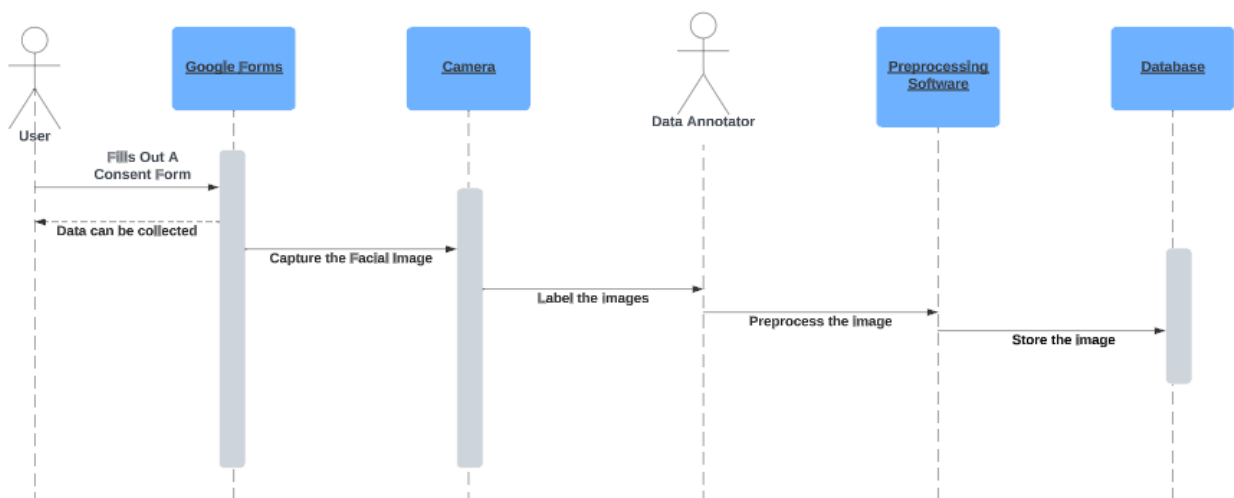 Google Forms
Camera
Preprocessing
Software
Database
Data Annotator
User
Fills Out A
Consent Form
Data can be collected
Capture the Facial Image
Label the images
Preprocess the image
Store the image